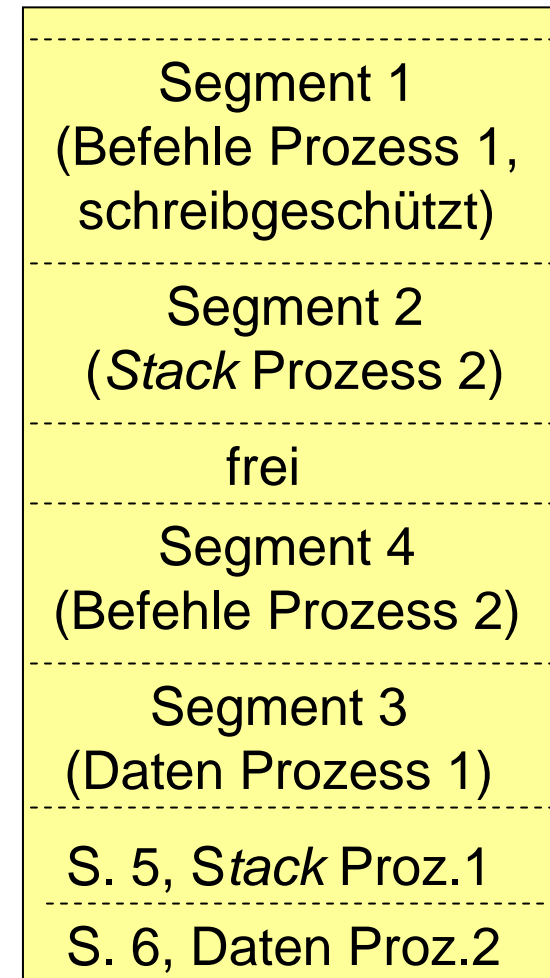 Segment 1
(Befehle Prozess 1,
schreibgeschützt)
Segment 2
(Stack Prozess 2)
frei
Segment 4
(Befehle Prozess 2)
Segment 3
(Daten Prozess 1)
S. 5, Stack Proz.1
S. 6, Daten Proz.2